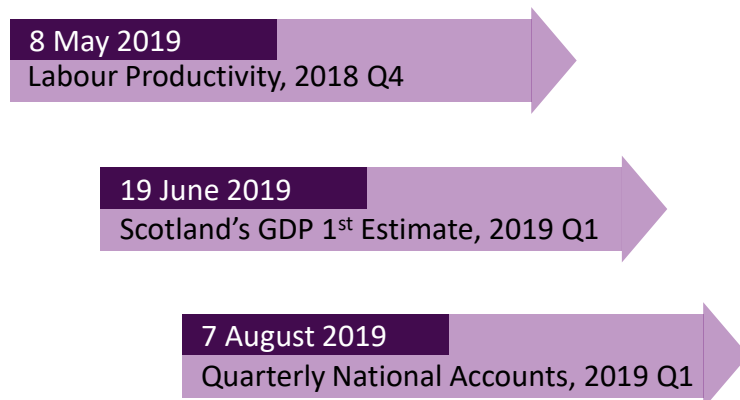 8 May 2019
Labour Productivity, 2018 Q4
19 June 2019
Scotland’s GDP 1st Estimate, 2019 Q1
7 August 2019
Quarterly National Accounts, 2019 Q1